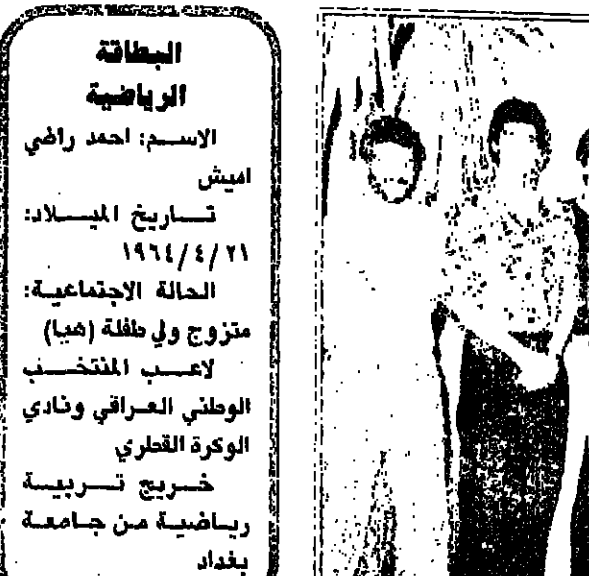 البطاقة
الرياضية
الاسم: احمد راضي
اميش
تاريخ الميلاد:
٢١/٤/١٩٦٤
الحالة الاجتماعية:
متزوج ولي طفلة (هيا)
لاعب المنتخب
الوطني العراقي ونادي
الوكرة القطري
خريج تربية
رياضية من جامعة
بغداد